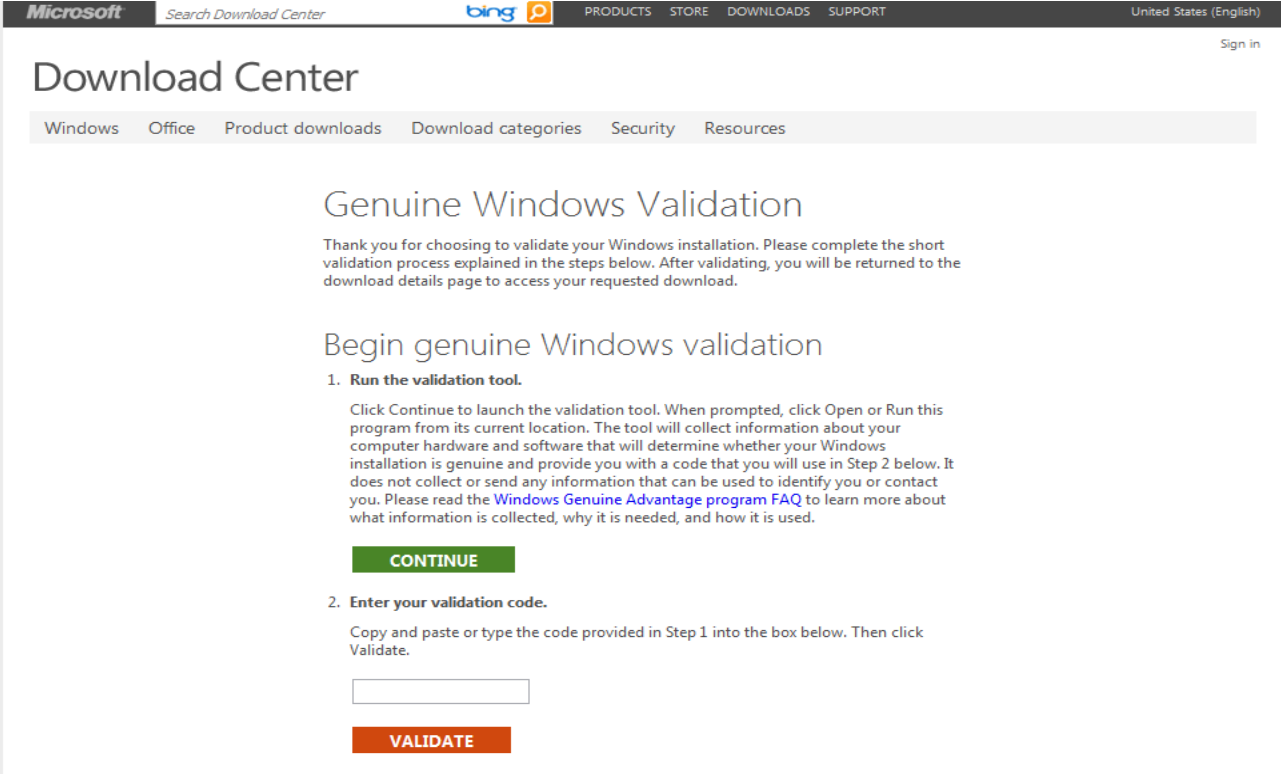 Microsoft Search Download Center bing PRODUCTS STORE DOWNLOADS SUPPORT United States (English)
Sign in
Download Center
Windows Office Product downloads Download categories Security Resources
Genuine Windows Validation
Thank you for choosing to validate your Windows installation. Please complete the short
validation process explained in the steps below. After validating, you will be returned to the
download details page to access your requested download.
Begin genuine Windows validation
1. Run the validation tool.
Click Continue to launch the validation tool. When prompted, click Open or Run this
program from its current location. The tool will collect information about your
computer hardware and software that will determine whether your Windows
installation is genuine and provide you with a code that you will use in Step 2 below. It
does not collect or send any information that can be used to identify you or contact
you. Please read the Windows Genuine Advantage program FAQ to learn more about
what information is collected, why it is needed, and how it is used.
CONTINUE
2. Enter your validation code.
Copy and paste or type the code provided in Step 1 into the box below. Then click
Validate.
VALIDATE